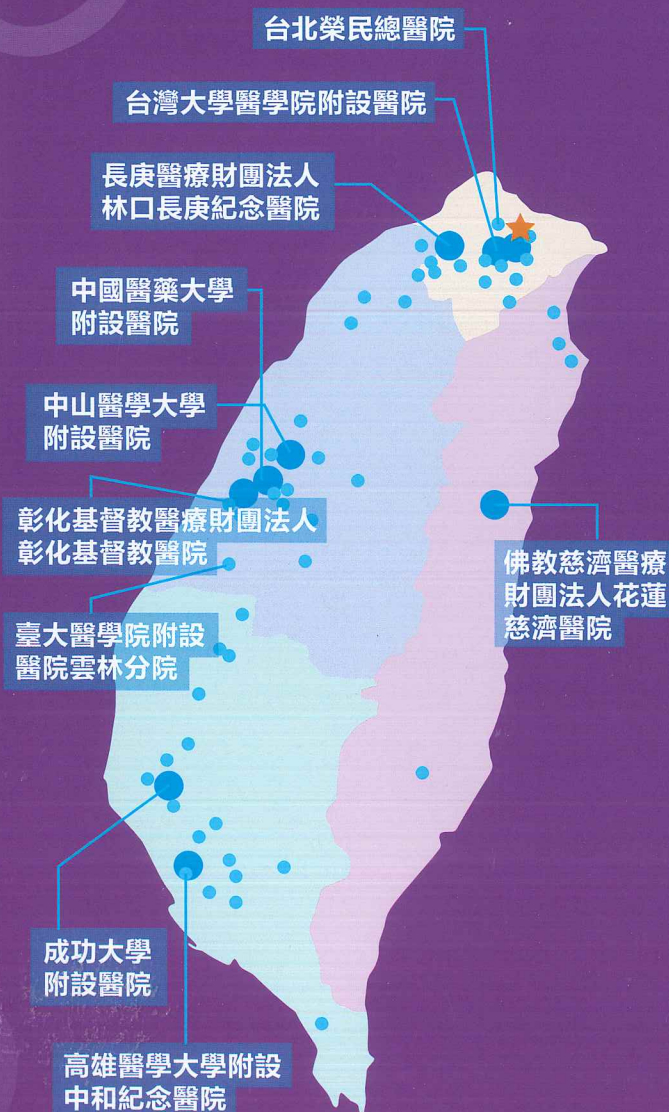 台北榮民總醫院
台灣大學醫學院附設醫院
長庚醫療財團法人
林口長庚紀念醫院
中國醫藥大學
附設醫院
中山醫學大學
附設醫院
彰化基督教醫療財團法人
彰化基督教醫院
佛教慈濟醫療
財團法人花蓮
慈濟醫院
臺大醫學院附設
醫院雲林分院
成功大學
附設醫院
高雄醫學大學附設
中和紀念醫院